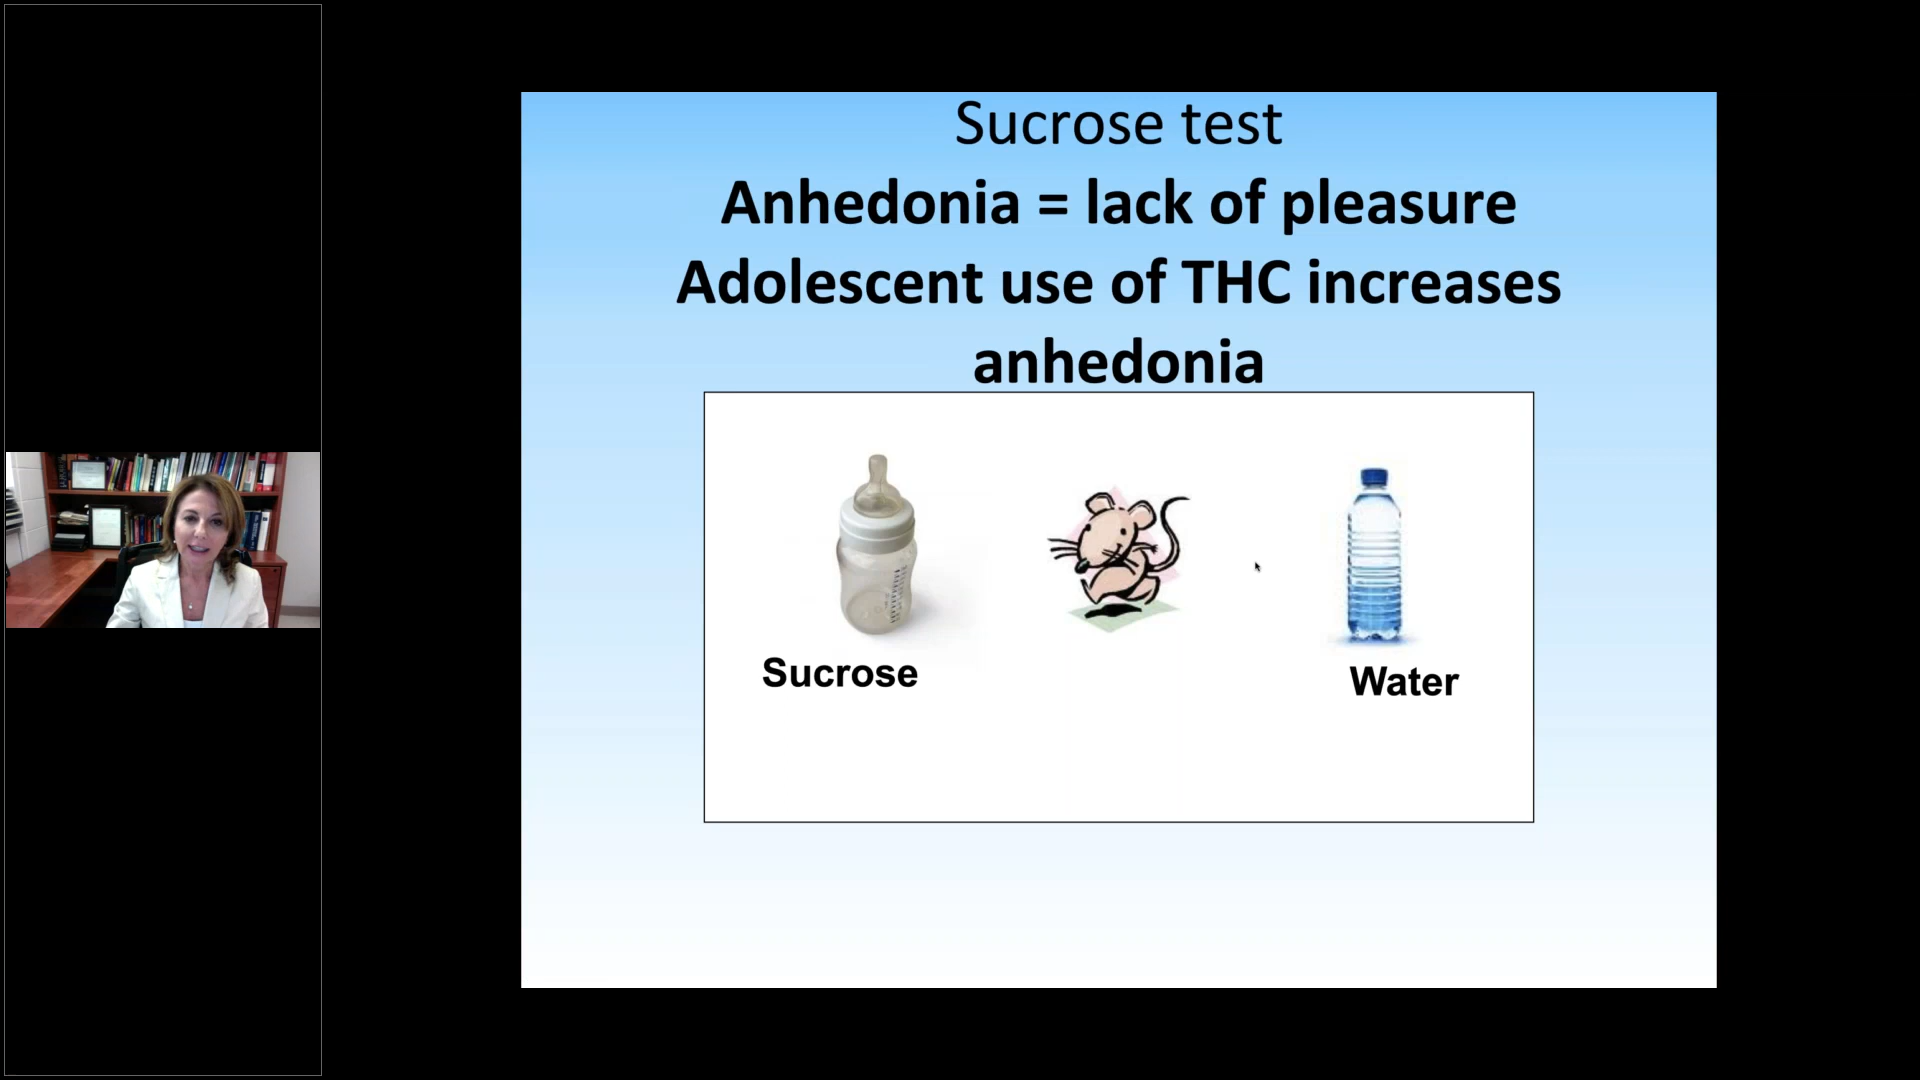 Sucrose test
Anhedonia = lack of pleasure
Adolescent use of THC increases
anhedonia
Sucrose
Water